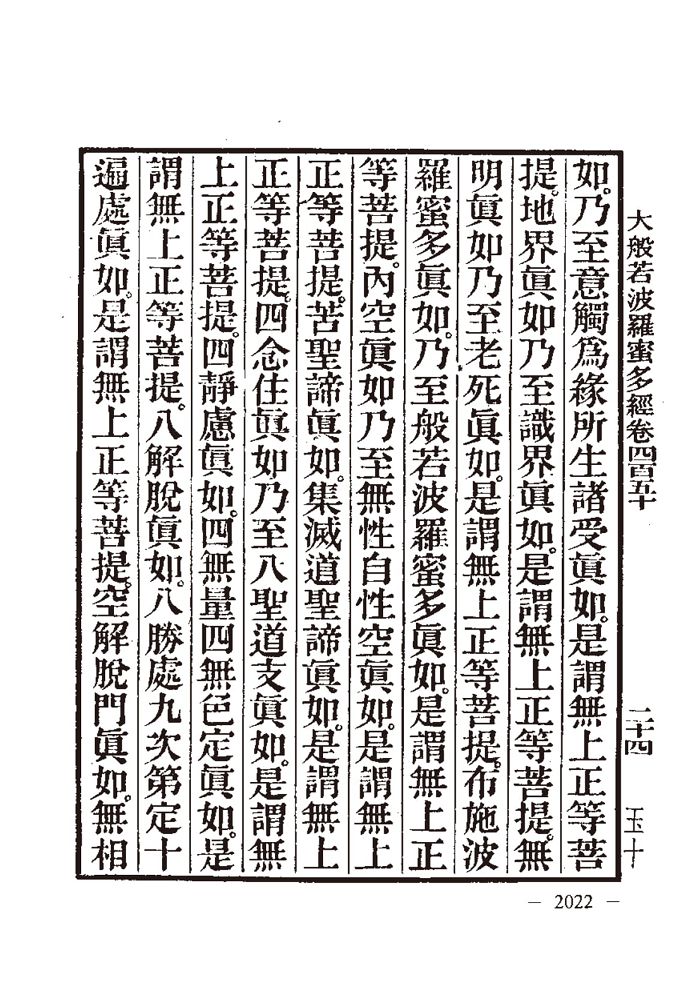 大般若波羅蜜多經卷四百五十
二十四
玉十
如。乃至意觸爲緣所生諸受眞如。是謂無上正等菩
提。地界眞如乃至識界眞如。是謂無上正等菩提。無
明眞如乃至老死眞如。是謂無上正等菩提。布施波
羅蜜多眞如。乃至般若波羅蜜多眞如。是謂無上正
等菩提。內空眞如乃至無性自性空眞如。是謂無上
正等菩提。苦聖諦眞如。集滅道聖諦眞如。是謂無上
正等菩提。四念住眞如乃至八聖道支眞如。是謂無
上正等菩提。四靜慮眞如。四無量四無色定眞如。是
謂無上正等菩提。八解脫眞如。八勝處九次第定十
遍處眞如。是謂無上正等菩提。空解脫門眞如。無相
— 2022 —